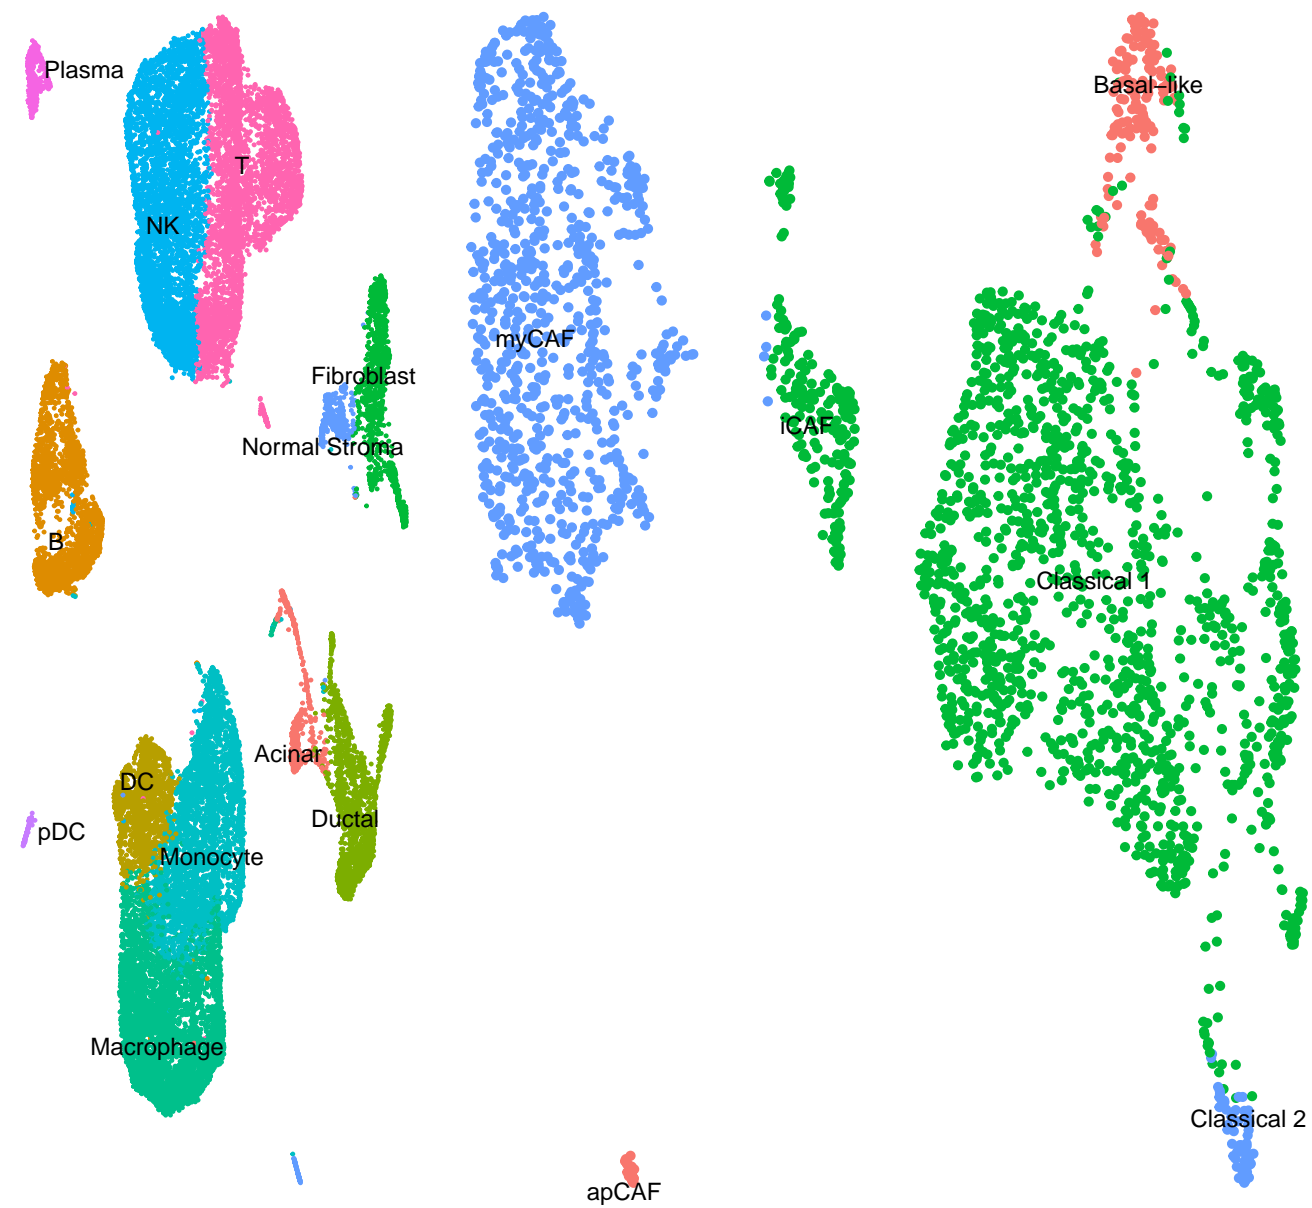 Plasma
Basal−like
T
NK
myCAF
Fibroblast
iCAF
Normal Stroma
B
Classical 1
Acinar
DC
Ductal
pDC
Monocyte
Macrophage
Classical 2
apCAF